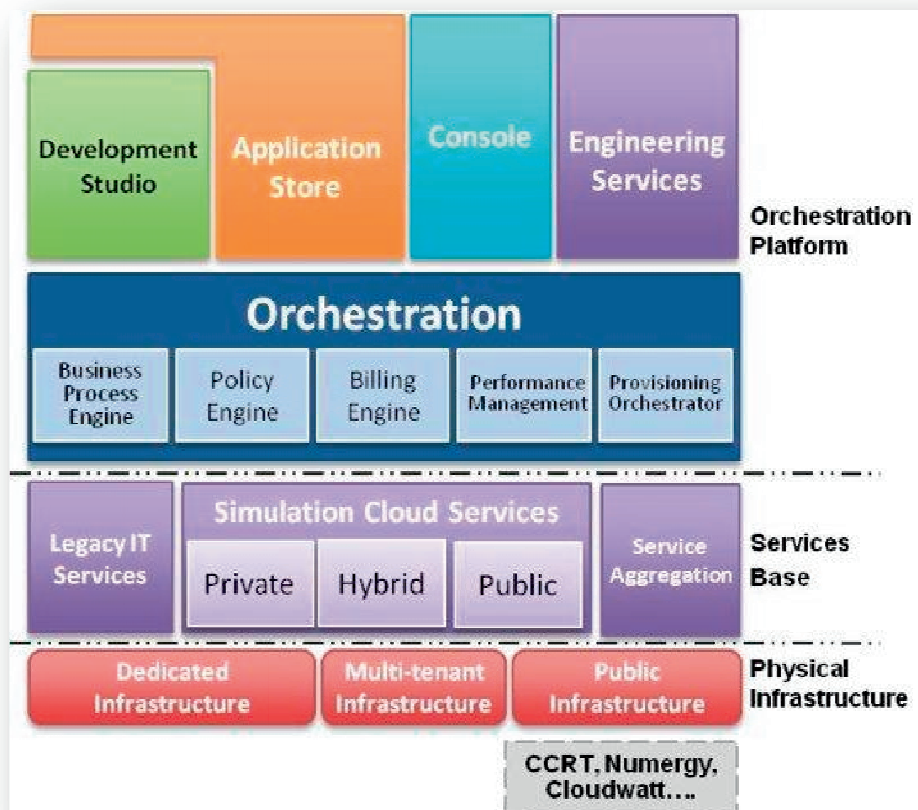 Development
Studio
Application
Store
Console
Engineering
Services
Orchestration
Platform
Orchestration
Business
Process
Engine
Policy
Engine
Billing
Engine
Performance
Management
Provisioning
Orchestrator
Legacy IT
Services
Simulation Cloud Services
Private
Hybrid
Public
Service
Aggregation
Services
Base
Dedicated
Infrastructure
Multi-tenant
Infrastructure
Public
Infrastructure
Physical
Infrastructure
CCRT, Numergy,
Cloudwatt....